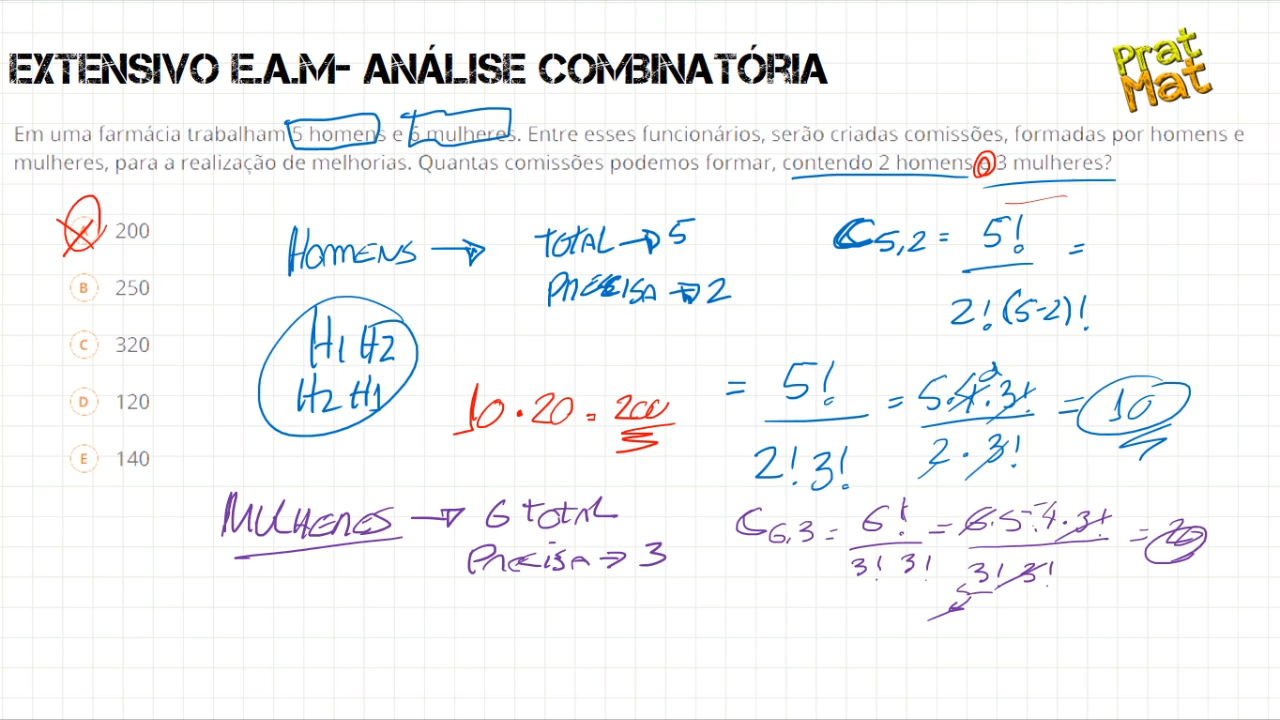 EXTENSIVO E.A.M- ANÁLISE COMBINATÓRIA
Prat
Mat
Em uma farmácia trabalham 5 homens e 6 mulheres. Entre esses funcionários, serão criadas comissões, formadas por homens e
mulheres, para a realização de melhorias. Quantas comissões podemos formar, contendo 2 homens e 3 mulheres?
A 200
B 250
C 320
D 120
E 140
HOMENS → TOTAL → 5
PRECISA → 2
C5,2 = 5! =
2! (5-2)!
H1 H2
H2 H1
= 5! = 5.4.3! = 10
2! 3! 2 . 3!
2
10 . 20 = 200
MULHERES → 6 TOTAL
PRECISA → 3
C6,3 = 6! = 6.5.4.3! = 20
3! 3! 3! 3!